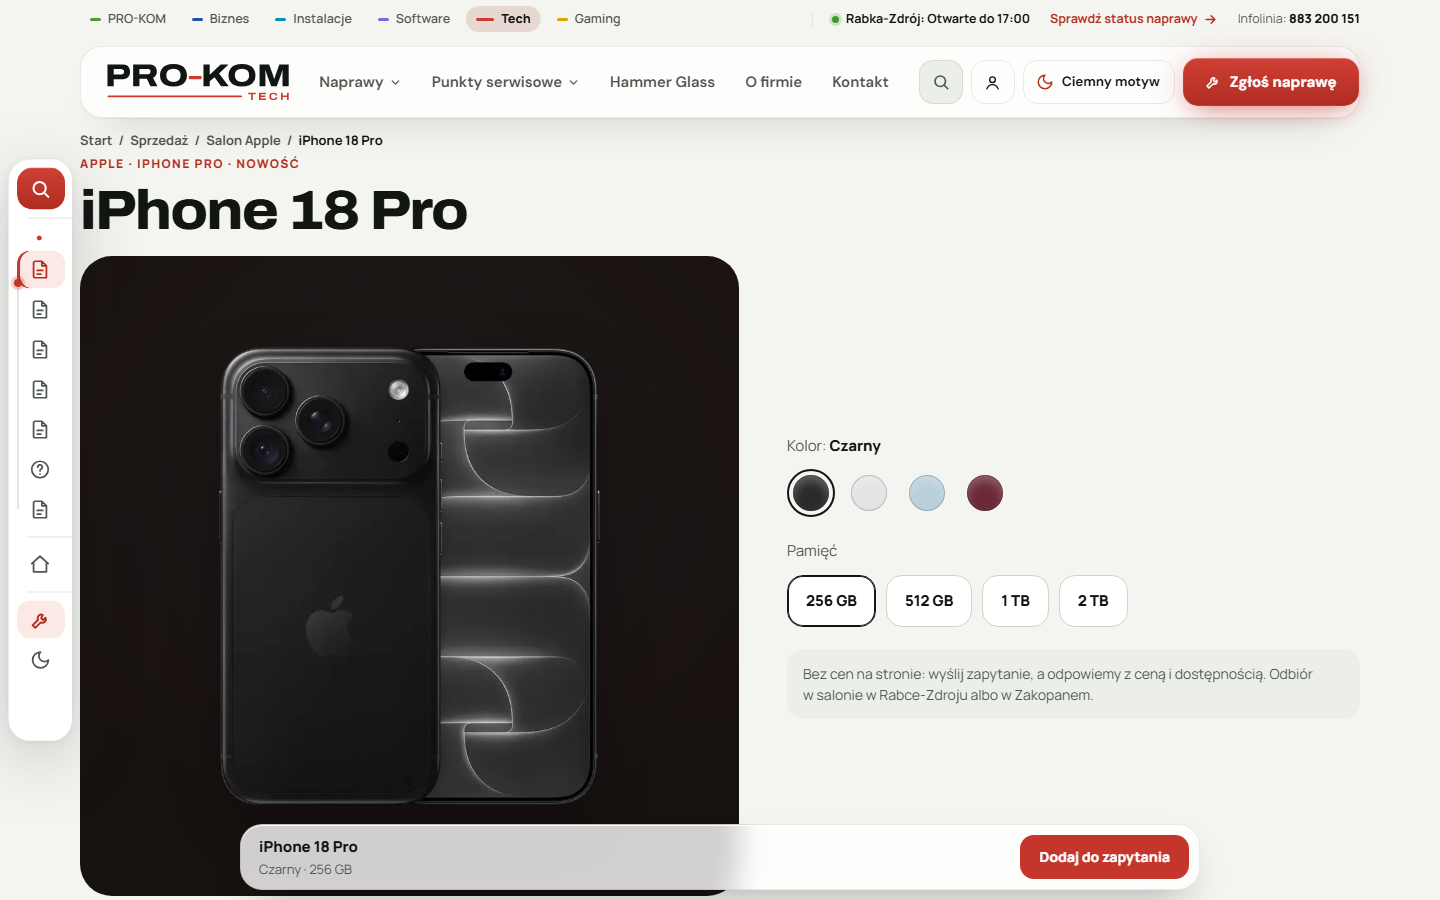 PRO-KOM
Biznes
Instalacje
Software
Tech
Gaming
Rabka-Zdrój: Otwarte do 17:00
Sprawdź status naprawy →
Infolinia: 883 200 151
PRO-KOM
TECH
Naprawy
Punkty serwisowe
Hammer Glass
O firmie
Kontakt
Ciemny motyw
Zgłoś naprawę
Start / Sprzedaż / Salon Apple / iPhone 18 Pro
APPLE · IPHONE PRO · NOWOŚĆ
iPhone 18 Pro
Kolor: Czarny
Pamięć
256 GB
512 GB
1 TB
2 TB
Bez cen na stronie: wyślij zapytanie, a odpowiemy z ceną i dostępnością. Odbiór
w salonie w Rabce-Zdroju albo w Zakopanem.
iPhone 18 Pro
Czarny · 256 GB
Dodaj do zapytania